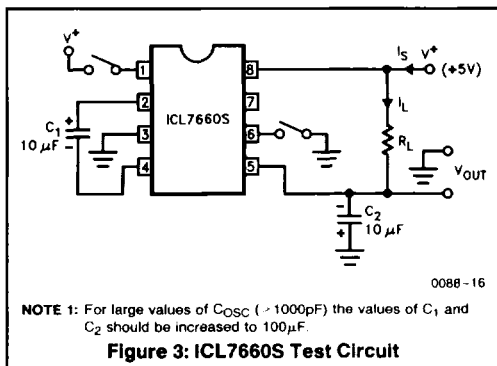 V+
IS V+
(+5V)
1
8
2
7
ICL7660S
IL
C1
10 µF
3
6
RL
4
5
VOUT
C2
10 µF
0088-16
NOTE 1: For large values of COSC (>1000pF) the values of C1 and
C2 should be increased to 100µF.
Figure 3: ICL7660S Test Circuit